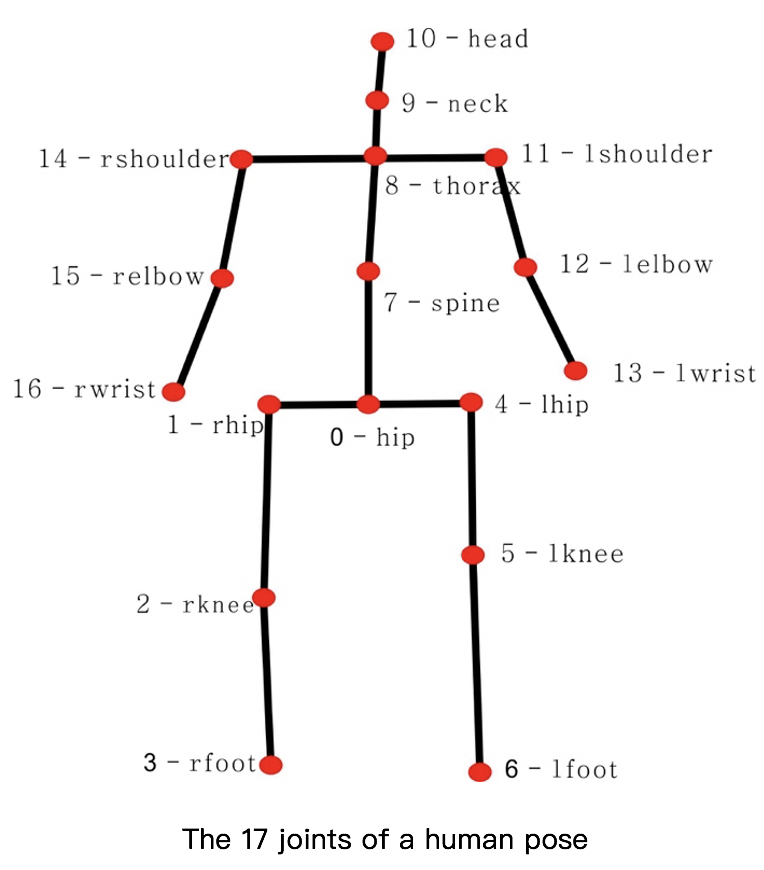 10 - head
9 - neck
14 - rshoulder
11 - lshoulder
8 - thorax
15 - relbow
12 - lelbow
7 - spine
16 - rwrist
13 - lwrist
1 - rhip
0 - hip
4 - lhip
5 - lknee
2 - rknee
3 - rfoot
6 - lfoot
The 17 joints of a human pose